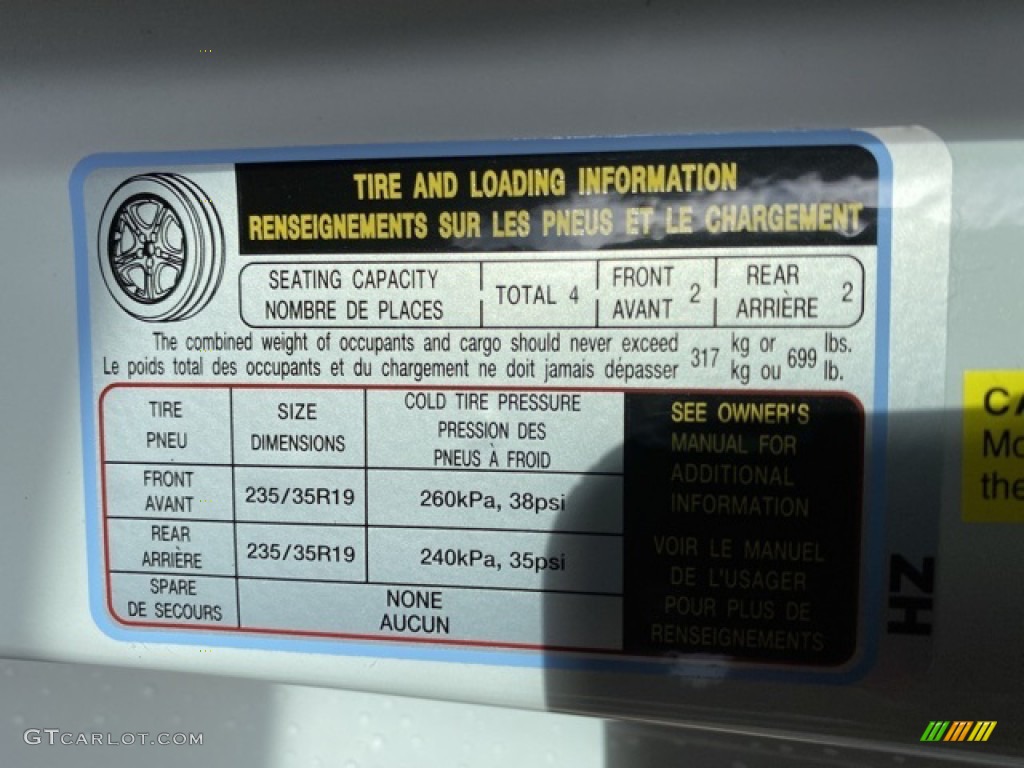 TIRE AND LOADING INFORMATION
RENSEIGNEMENTS SUR LES PNEUS ET LE CHARGEMENT
SEATING CAPACITY
NOMBRE DE PLACES
TOTAL 4
FRONT
AVANT
2
REAR
ARRIÈRE
2
The combined weight of occupants and cargo should never exceed
Le poids total des occupants et du chargement ne doit jamais dépasser
317
kg or
kg ou
699
lbs.
lb.
TIRE
PNEU
SIZE
DIMENSIONS
COLD TIRE PRESSURE
PRESSION DES
PNEUS À FROID
FRONT
AVANT
235/35R19
260kPa, 38psi
REAR
ARRIÈRE
235/35R19
240kPa, 35psi
SPARE
DE SECOURS
NONE
AUCUN
SEE OWNER'S
MANUAL FOR
ADDITIONAL
INFORMATION
VOIR LE MANUEL
DE L'USAGER
POUR PLUS DE
RENSEIGNEMENTS
HZ
CA
Mo
the
GTCARLOT.COM